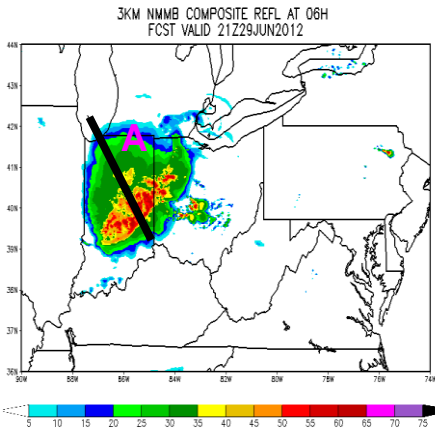 3KM NMMB COMPOSITE REFL AT 06H
FCST VALID 21Z29JUN2012
44N
43N
42N
A
41N
40N
39N
38N
37N
36N
90W 88W 86W 84W 82W 80W 78W 76W 74W
5 10 15 20 25 30 35 40 45 50 55 60 65 70 75